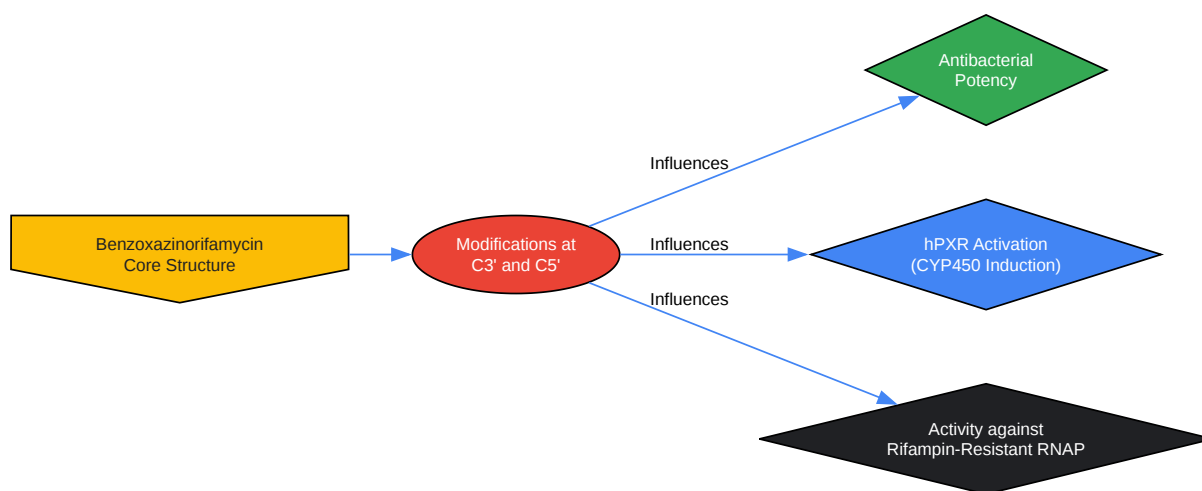 Benzoxazinorifamycin
Core Structure
Modifications at
C3' and C5'
Influences
Influences
Influences
Antibacterial
Potency
hPXR Activation
(CYP450 Induction)
Activity against
Rifampin-Resistant RNAP